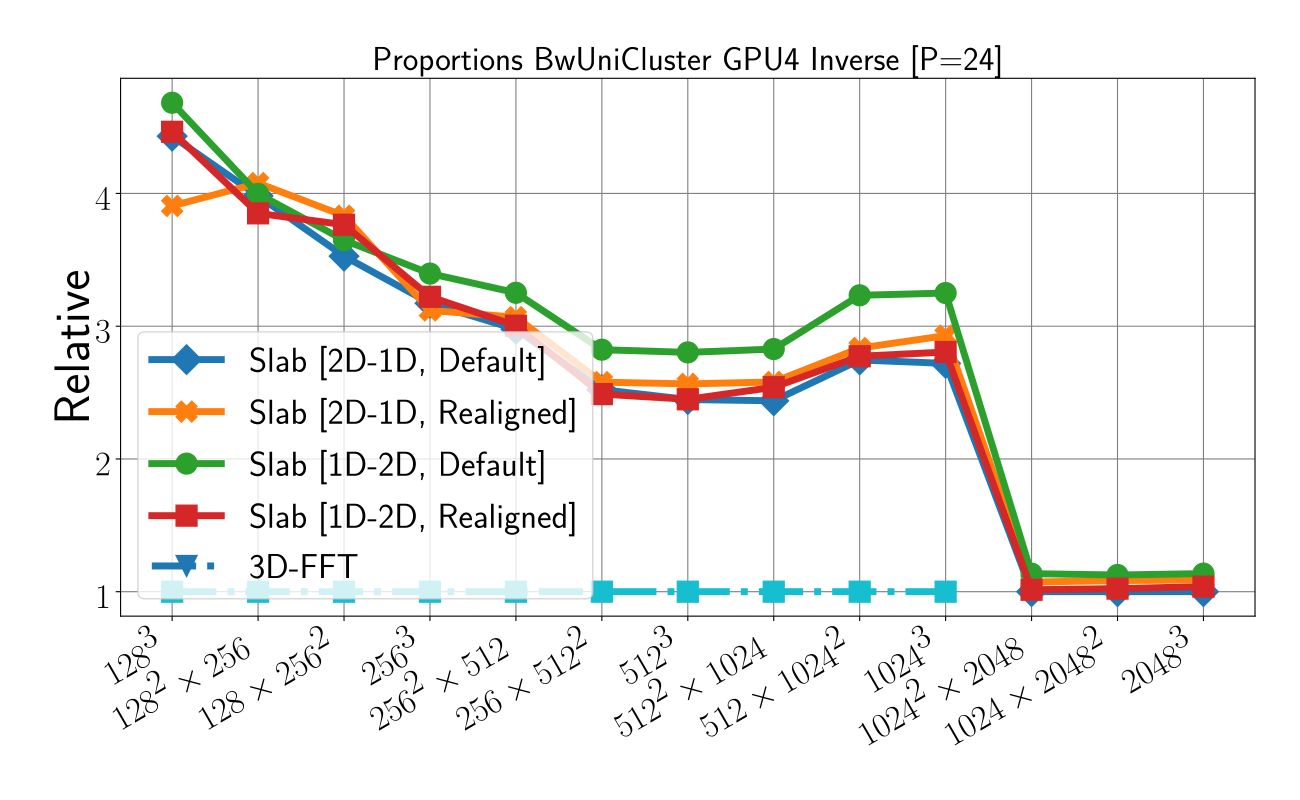 Proportions BwUniCluster GPU4 Inverse [P=24]
Relative
4
3
2
1
Slab [2D-1D, Default]
Slab [2D-1D, Realigned]
Slab [1D-2D, Default]
Slab [1D-2D, Realigned]
3D-FFT
128³
128² × 256
128 × 256²
256³
256² × 512
256 × 512²
512³
512² × 1024
512 × 1024²
1024³
1024² × 2048
1024 × 2048²
2048³